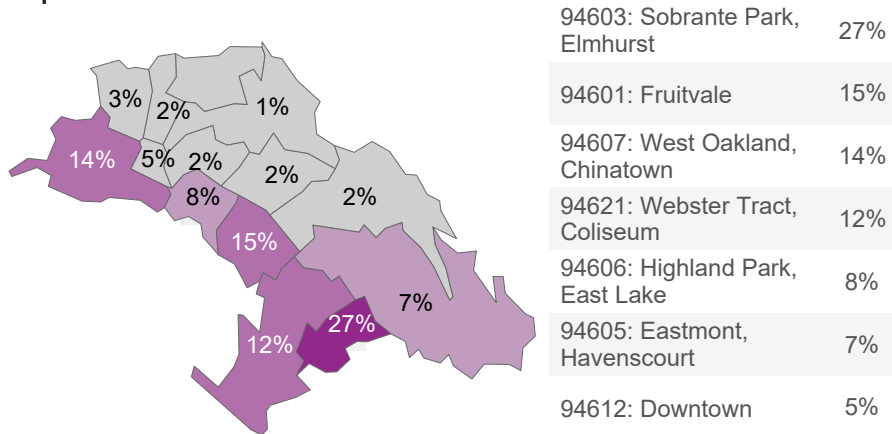 3%
2%
1%
14%
5%
2%
2%
2%
8%
15%
7%
27%
12%
94603: Sobrante Park,
Elmhurst
27%
94601: Fruitvale
15%
94607: West Oakland,
Chinatown
14%
94621: Webster Tract,
Coliseum
12%
94606: Highland Park,
East Lake
8%
94605: Eastmont,
Havenscourt
7%
94612: Downtown
5%